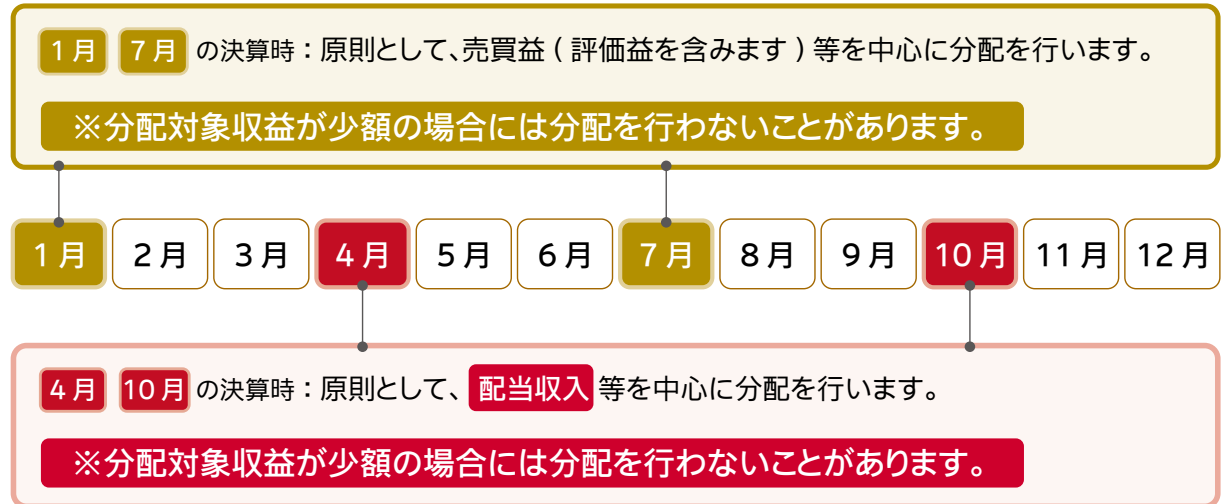 1月 7月 の決算時：原則として、売買益(評価益を含みます)等を中心に分配を行います。
※分配対象収益が少額の場合には分配を行わないことがあります。
1月 2月 3月 4月 5月 6月 7月 8月 9月 10月 11月 12月
4月 10月 の決算時：原則として、配当収入等を中心に分配を行います。
※分配対象収益が少額の場合には分配を行わないことがあります。